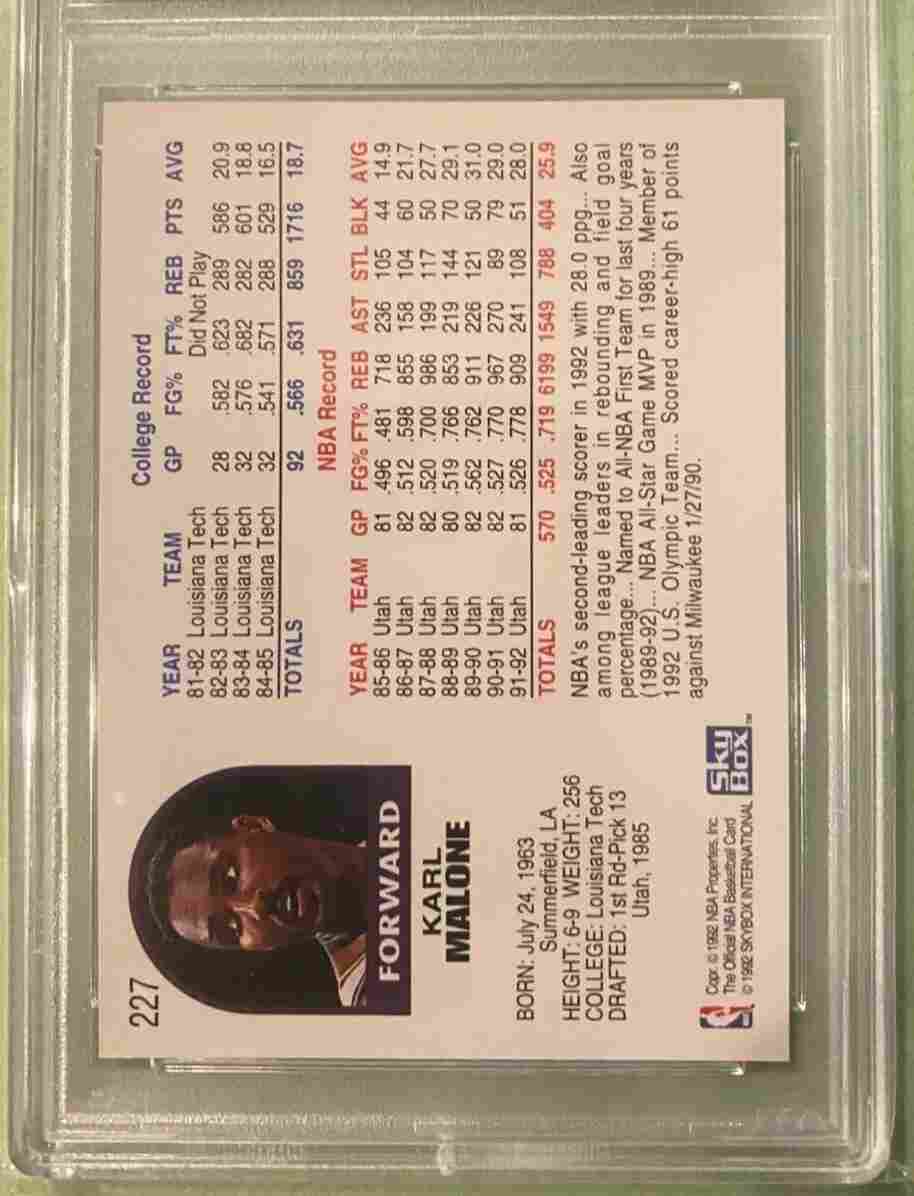 227
FORWARD
KARL
MALONE
BORN: July 24, 1963
Summerfield, LA
HEIGHT: 6-9 WEIGHT: 256
COLLEGE: Louisiana Tech
DRAFTED: 1st Rd-Pick 13
Utah, 1985
College Record
YEAR TEAM GP FG% FT% REB PTS AVG
81-82 Louisiana Tech Did Not Play
82-83 Louisiana Tech 28 .582 .623 289 586 20.9
83-84 Louisiana Tech 32 .576 .682 282 601 18.8
84-85 Louisiana Tech 32 .541 .571 288 529 16.5
TOTALS 92 .566 .631 859 1716 18.7
NBA Record
YEAR TEAM GP FG% FT% REB AST STL BLK AVG
85-86 Utah 81 .496 .481 718 236 105 44 14.9
86-87 Utah 82 .512 .598 855 158 104 60 21.7
87-88 Utah 82 .520 .700 986 199 117 50 27.7
88-89 Utah 80 .519 .766 853 219 144 70 29.1
89-90 Utah 82 .562 .762 911 226 121 50 31.0
90-91 Utah 82 .527 .770 967 270 89 79 29.0
91-92 Utah 81 .526 .778 909 241 108 51 28.0
TOTALS 570 .525 .719 6199 1549 788 404 25.9
NBA's second-leading scorer in 1992 with 28.0 ppg... Also
among league leaders in rebounding and field goal
percentage... Named to All-NBA First Team for last four years
(1989-92)... NBA All-Star Game MVP in 1989... Member of
1992 U.S. Olympic Team... Scored career-high 61 points
against Milwaukee 1/27/90.
Copr. © 1992 NBA Properties, Inc.
The Official NBA Basketball Card
© 1992 SKYBOX INTERNATIONAL
Sky
Box™